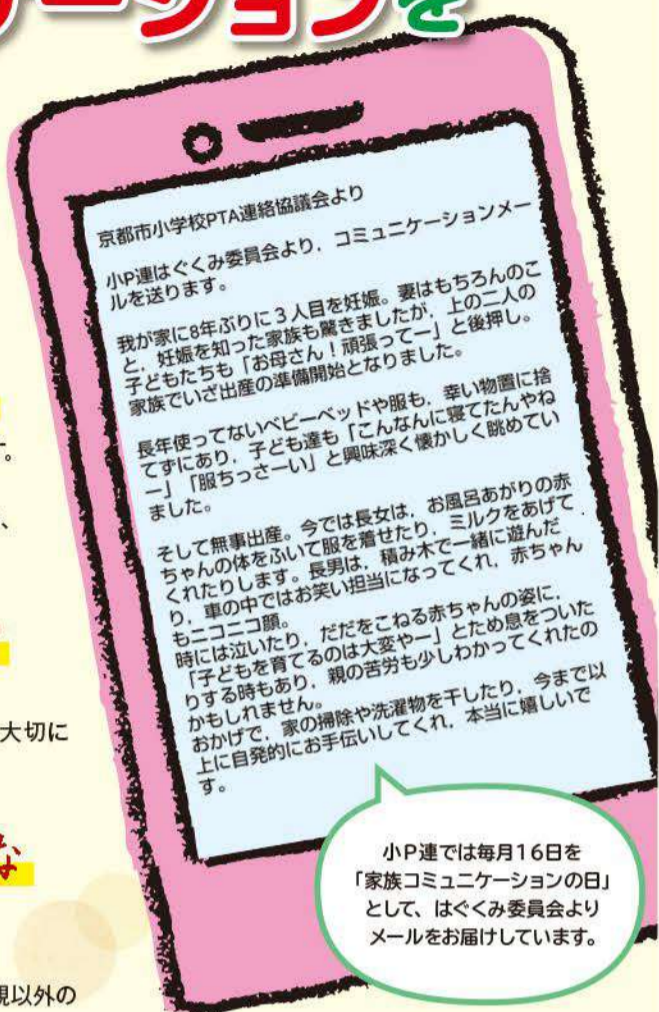 ケーションを
京都市小学校PTA連絡協議会より
小P連はぐくみ委員会より，コミュニケーションメー
ルを送ります。
我が家に8年ぶりに３人目を妊娠。妻はもちろんのこ
と，妊娠を知った家族も驚きましたが，上の二人の
子どもたちも「お母さん！頑張ってー」と後押し。
家族でいざ出産の準備開始となりました。
長年使ってないベビーベッドや服も，幸い物置に捨
てずにあり，子ども達も「こんなんに寝てたんやね
ー」「服ちっさーい」と興味深く懐かしく眺めてい
ました。
そして無事出産。今では長女は，お風呂あがりの赤
ちゃんの体をふいて服を着せたり，ミルクをあげて
くれたりします。長男は，積み木で一緒に遊んだ
り，車の中ではお笑い担当になってくれ，赤ちゃん
もニコニコ顔。
時には泣いたり，だだをこねる赤ちゃんの姿に，
「子どもを育てるのは大変やー」とため息をついた
りする時もあり，親の苦労も少しわかってくれたの
かもしれません。
おかげで，家の掃除や洗濯物を干したり，今まで以
上に自発的にお手伝いしてくれ，本当に嬉しいで
す。
小P連では毎月16日を
「家族コミュニケーションの日」
として、はぐくみ委員会より
メールをお届けしています。
す。
、
大切に
親以外の